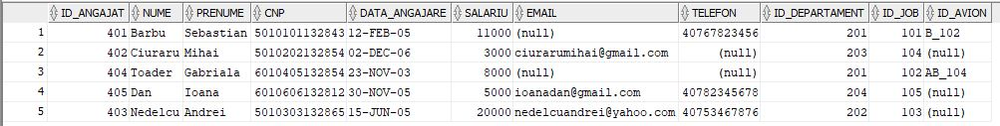 ID_ANGAJAT NUME PRENUME CNP DATA_ANGAJARE SALARIU EMAIL TELEFON ID_DEPARTAMENT ID_JOB ID_AVION
1 401 Barbu Sebastian 5010101132843 12-FEB-05 11000 (null) 40767823456 201 101 B_102
2 402 Ciuraru Mihai 5010202132854 02-DEC-06 3000 ciurarumihai@gmail.com (null) 203 104 (null)
3 404 Toader Gabriala 6010405132854 23-NOV-03 8000 (null) (null) 201 102 AB_104
4 405 Dan Ioana 6010606132812 30-NOV-05 5000 ioanadan@gmail.com 40782345678 204 105 (null)
5 403 Nedelcu Andrei 5010303132865 15-JUN-05 20000 nedelcuandrei@yahoo.com 40753467876 202 103 (null)